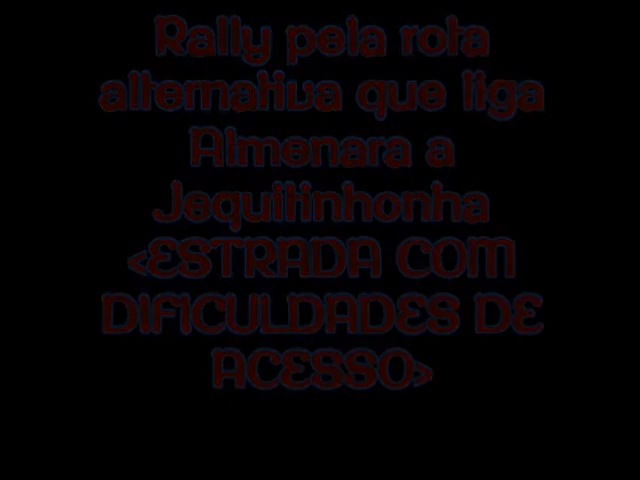 Rally pela rota
alternativa que liga
Almenara a
Jequitinhonha
<ESTRADA COM
DIFICULDADES DE
ACESSO>